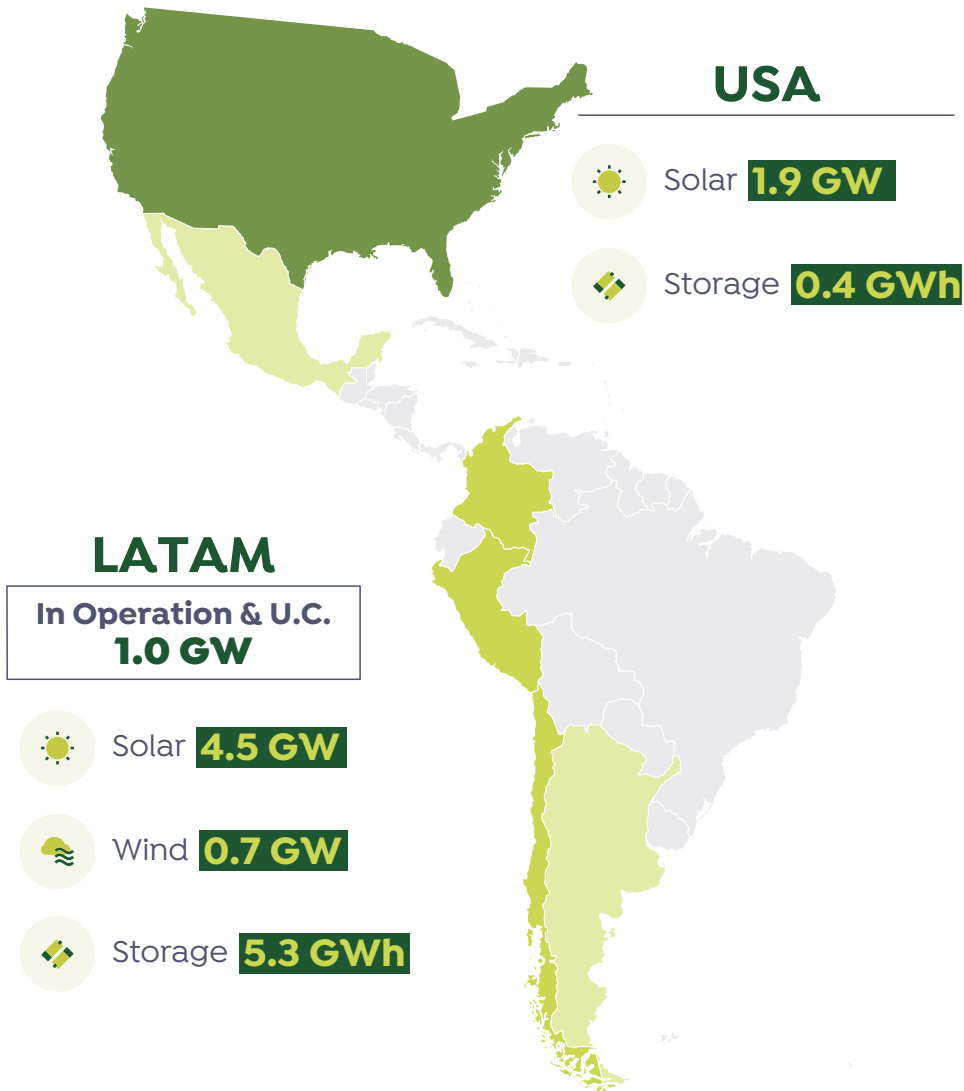 USA
Solar 1.9 GW
Storage 0.4 GWh
LATAM
In Operation & U.C.
1.0 GW
Solar 4.5 GW
Wind 0.7 GW
Storage 5.3 GWh